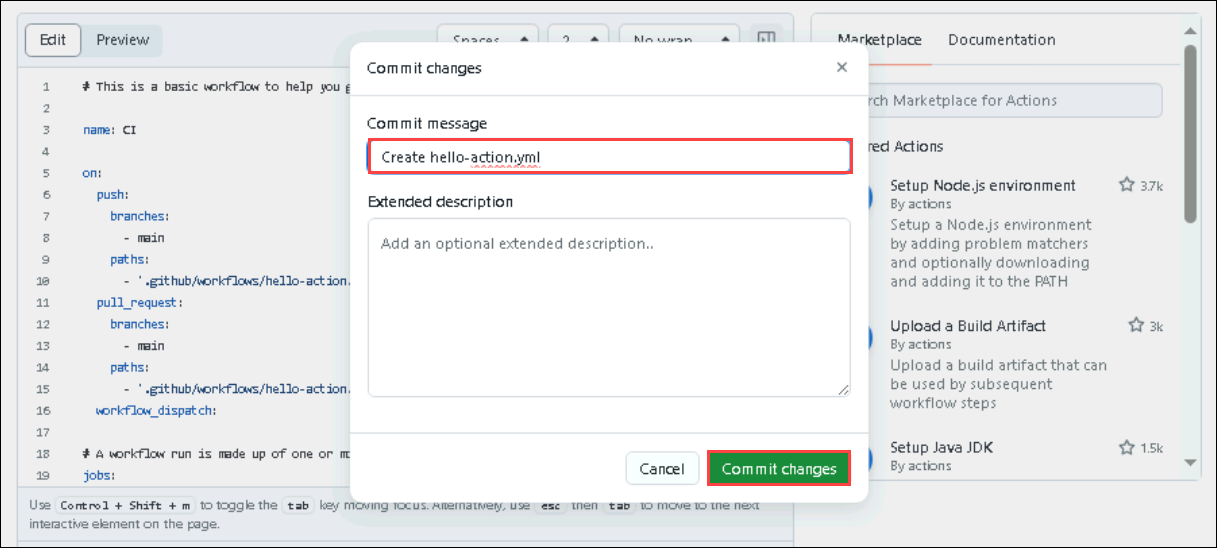 Edit
Preview
Spaces
2
No wrap
1 # This is a basic workflow to help you g
2
3 name: CI
4
5 on:
6 push:
7 branches:
8 - main
9 paths:
10 - '.github/workflows/hello-action.
11 pull_request:
12 branches:
13 - main
14 paths:
15 - '.github/workflows/hello-action.
16 workflow_dispatch:
17
18 # A workflow run is made up of one or mo
19 jobs:
Use Control + Shift + m to toggle the tab key moving focus. Alternatively, use esc then tab to move to the next
interactive element on the page.
Commit changes
×
Commit message
Create hello-action.yml
Extended description
Add an optional extended description..
Cancel
Commit changes
Marketplace
Documentation
rch Marketplace for Actions
red Actions
Setup Node.js environment
3.7k
By actions
Setup a Node.js environment
by adding problem matchers
and optionally downloading
and adding it to the PATH
Upload a Build Artifact
3k
By actions
Upload a build artifact that can
be used by subsequent
workflow steps
Setup Java JDK
1.5k
By actions